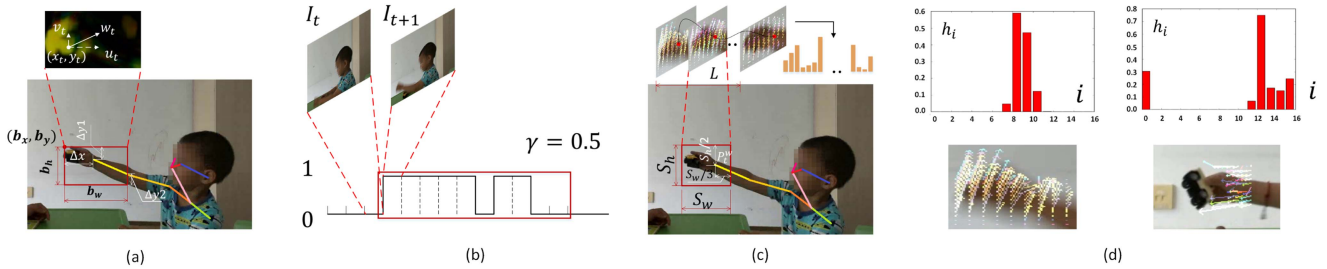 v_t w_t
(x_t, y_t) u_t
(b_x, b_y) Δy1
Δx
b_h
b_w Δy2
(a)
I_t I_{t+1}
γ = 0.5
1
0
(b)
..
L
..
S_h S_h/2
P_t^w
S_w/3
S_w
(c)
h_i
0.6
0.5
0.4
0.3
0.2
0.1
0.0
0 2 4 6 8 10 12 14 16
i
h_i
0.8
0.7
0.6
0.5
0.4
0.3
0.2
0.1
0.0
0 2 4 6 8 10 12 14 16
i
(d)